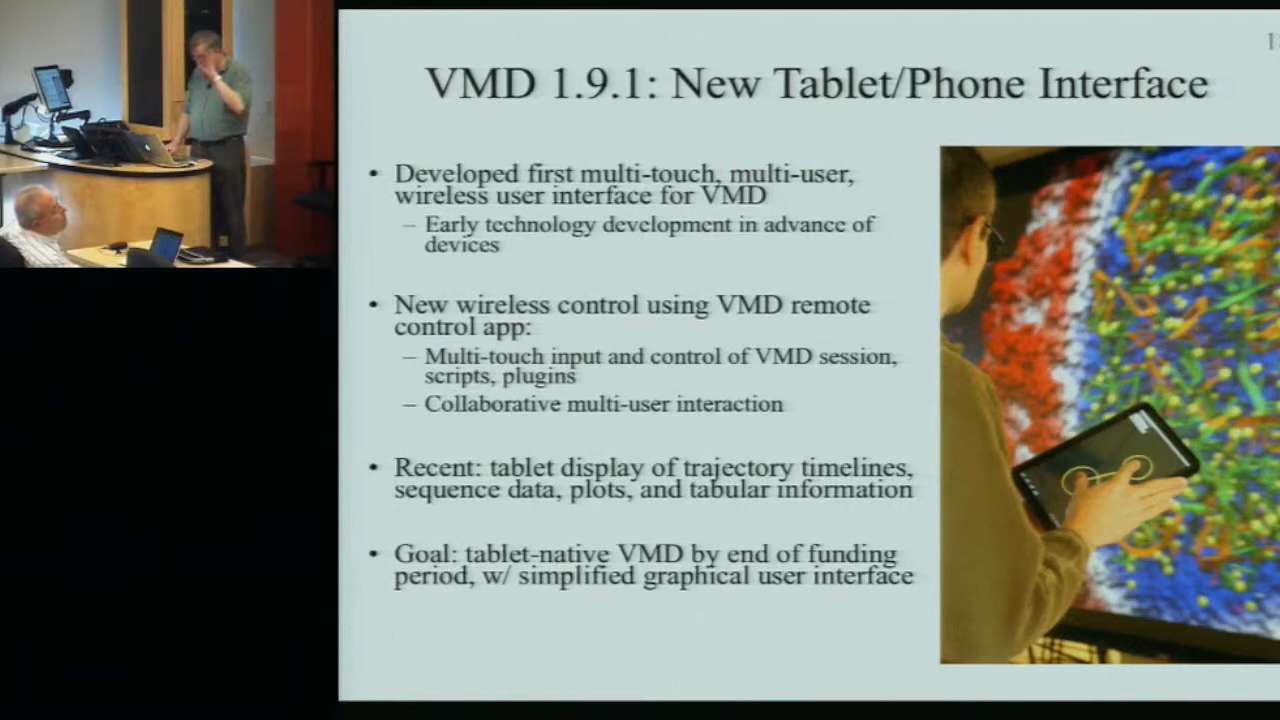 VMD 1.9.1: New Tablet/Phone Interface
• Developed first multi-touch, multi-user,
wireless user interface for VMD
– Early technology development in advance of
devices
• New wireless control using VMD remote
control app:
– Multi-touch input and control of VMD session,
scripts, plugins
– Collaborative multi-user interaction
• Recent: tablet display of trajectory timelines,
sequence data, plots, and tabular information
• Goal: tablet-native VMD by end of funding
period, w/ simplified graphical user interface